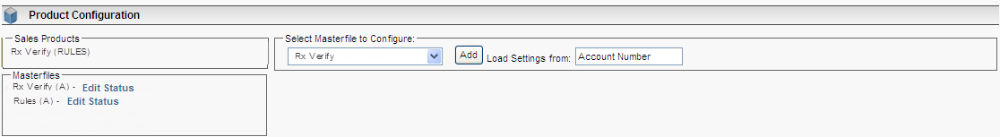 Product Configuration
Sales Products
Rx Verify (RULES)
Masterfiles
Rx Verify (A) - Edit Status
Rules (A) - Edit Status
Select Masterfile to Configure:
Rx Verify Add Load Settings from: Account Number